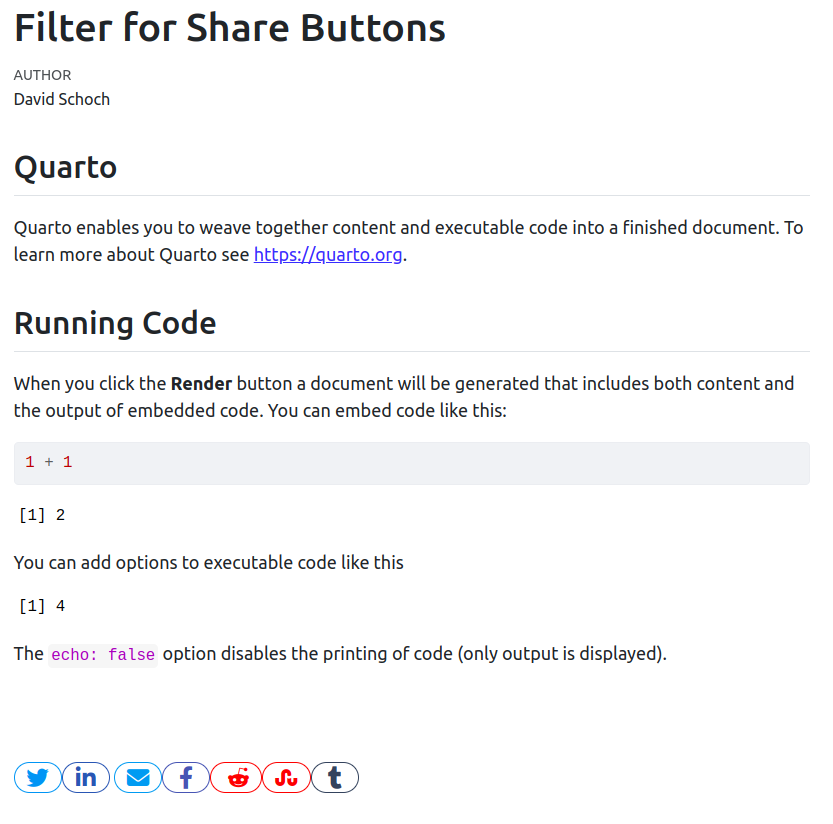 Filter for Share Buttons
AUTHOR
David Schoch
Quarto
Quarto enables you to weave together content and executable code into a finished document. To
learn more about Quarto see https://quarto.org.
Running Code
When you click the Render button a document will be generated that includes both content and
the output of embedded code. You can embed code like this:
1 + 1
[1] 2
You can add options to executable code like this
[1] 4
The echo: false option disables the printing of code (only output is displayed).